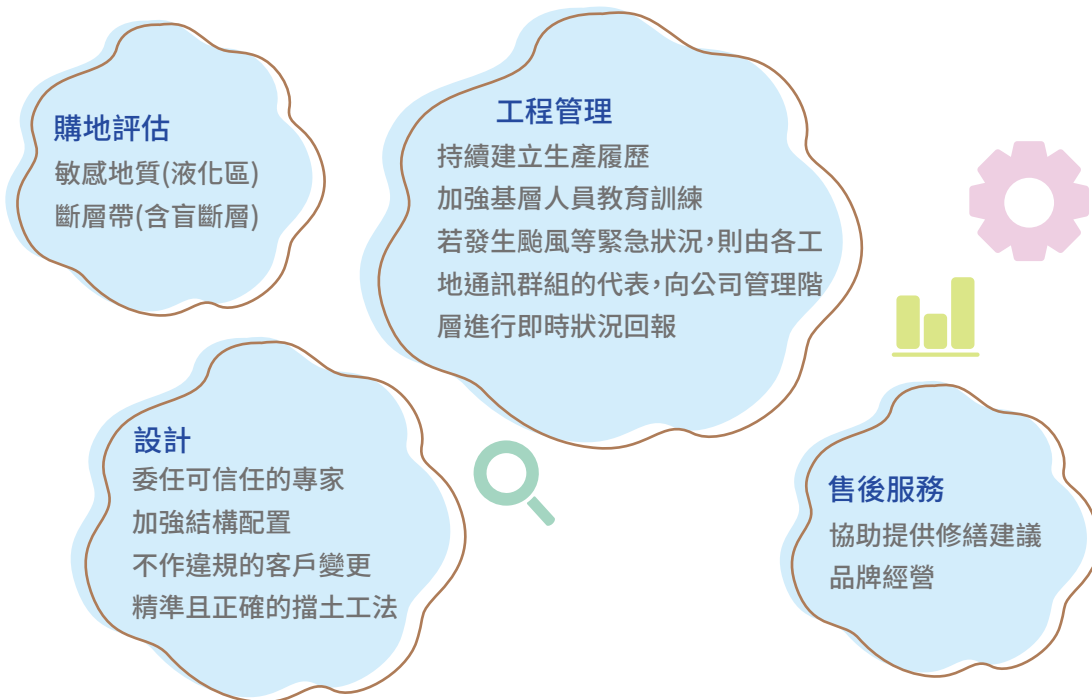 購地評估
敏感地質(液化區)
斷層帶(含盲斷層)
工程管理
持續建立生產履歷
加強基層人員教育訓練
若發生颱風等緊急狀況，則由各工
地通訊群組的代表，向公司管理階
層進行即時狀況回報
設計
委任可信任的專家
加強結構配置
不作違規的客戶變更
精準且正確的擋土工法
售後服務
協助提供修繕建議
品牌經營